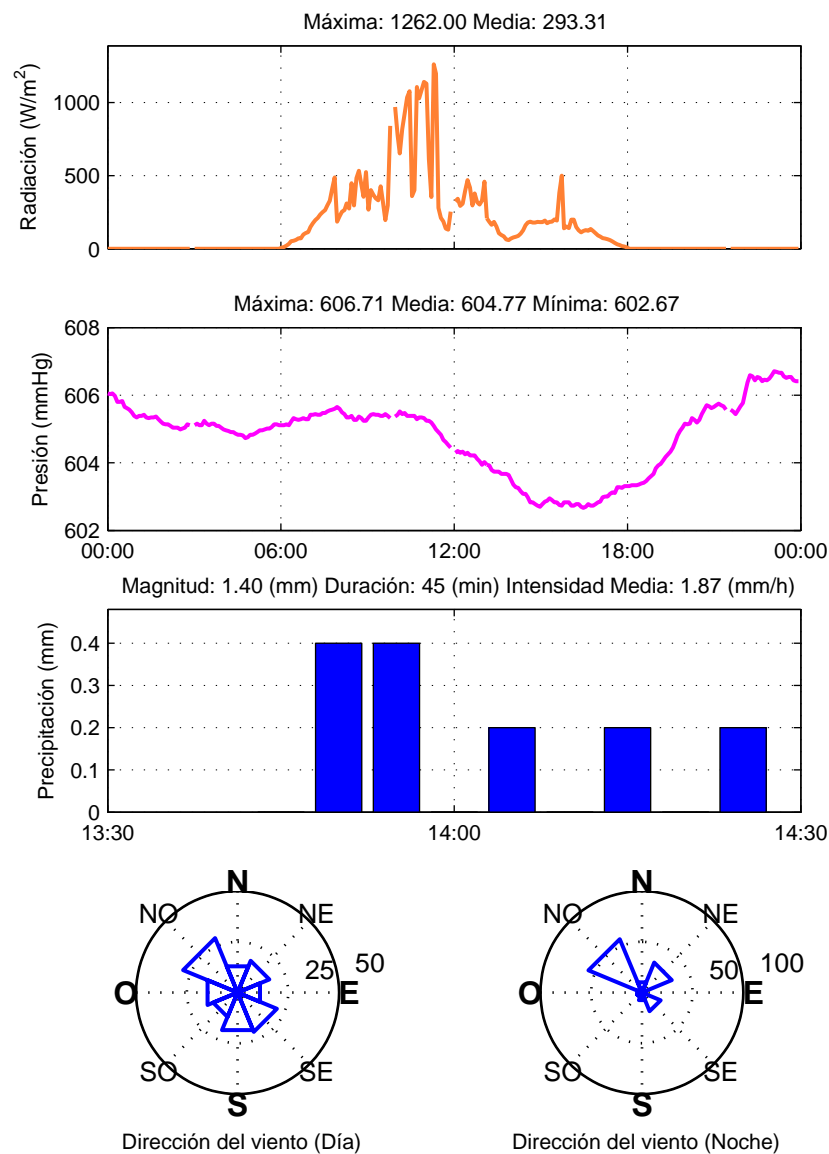 Máxima: 1262.00 Media: 293.31
Radiación (W/m²)
1000
500
0
Máxima: 606.71 Media: 604.77 Mínima: 602.67
Presión (mmHg)
608
606
604
602
00:00 06:00 12:00 18:00 00:00
Magnitud: 1.40 (mm) Duración: 45 (min) Intensidad Media: 1.87 (mm/h)
Precipitación (mm)
0.4
0.3
0.2
0.1
0
13:30 14:00 14:30
N
NO NE
25 50
O E
SO SE
S
Dirección del viento (Día)
N
NO NE
50 100
O E
SO SE
S
Dirección del viento (Noche)